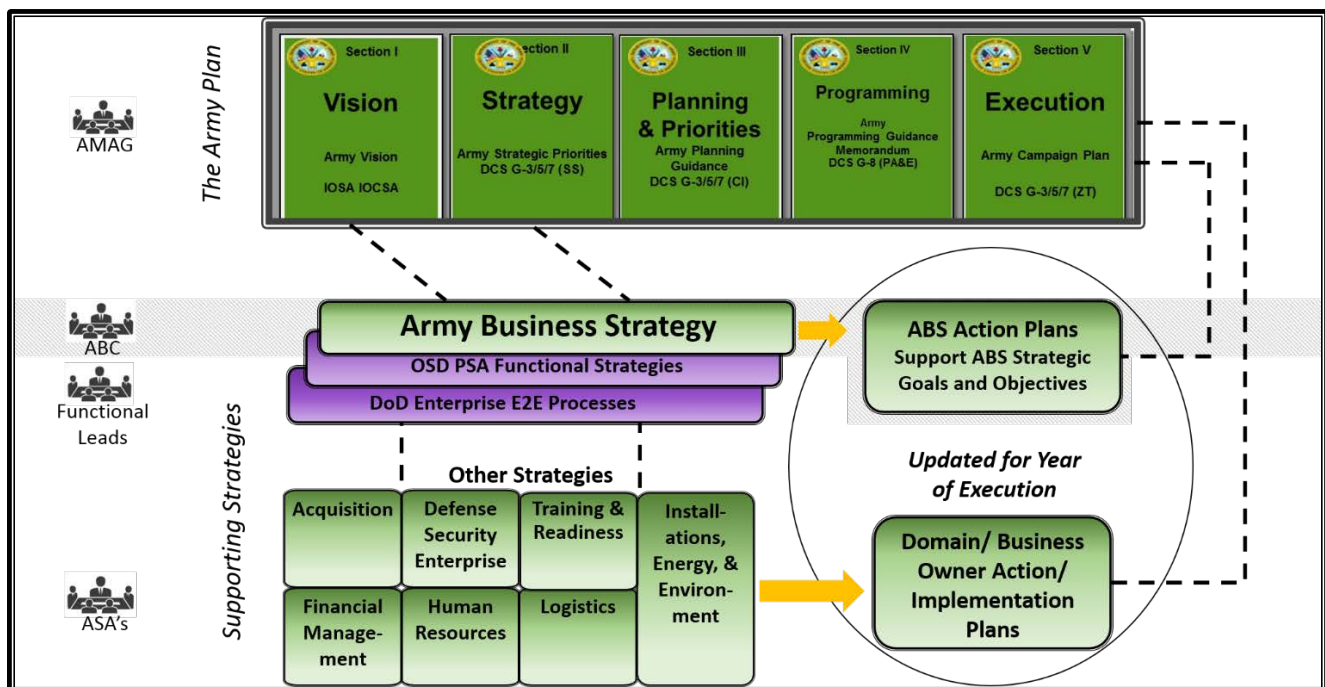 The Army Plan
AMAG
Section I
Vision
Army Vision
IOSA IOCSA
Section II
Strategy
Army Strategic Priorities
DCS G-3/5/7 (SS)
Section III
Planning
& Priorities
Army Planning
Guidance
DCS G-3/5/7 (CI)
Section IV
Programming
Army
Programming Guidance
Memorandum
DCS G-8 (PA&E)
Section V
Execution
Army Campaign Plan
DCS G-3/5/7 (ZT)
ABC
Functional
Leads
Army Business Strategy
OSD PSA Functional Strategies
DoD Enterprise E2E Processes
ABS Action Plans
Support ABS Strategic
Goals and Objectives
Supporting Strategies
ASA's
Other Strategies
Acquisition
Defense
Security
Enterprise
Training &
Readiness
Install-
ations,
Energy, &
Environ-
ment
Financial
Manage-
ment
Human
Resources
Logistics
Updated for Year
of Execution
Domain/ Business
Owner Action/
Implementation
Plans